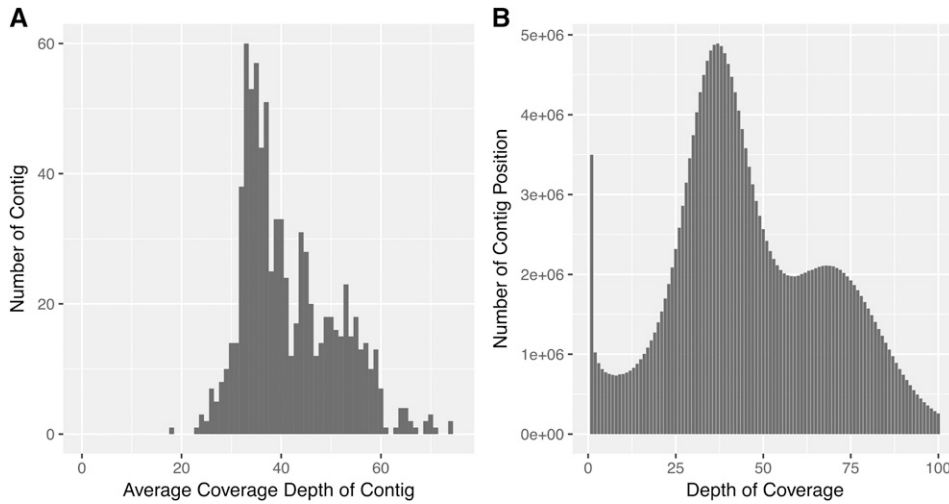 A
60
40
20
0
Number of Contig
0 20 40 60
Average Coverage Depth of Contig
B
5e+06
4e+06
3e+06
2e+06
1e+06
0e+00
Number of Contig Position
0 25 50 75 100
Depth of Coverage